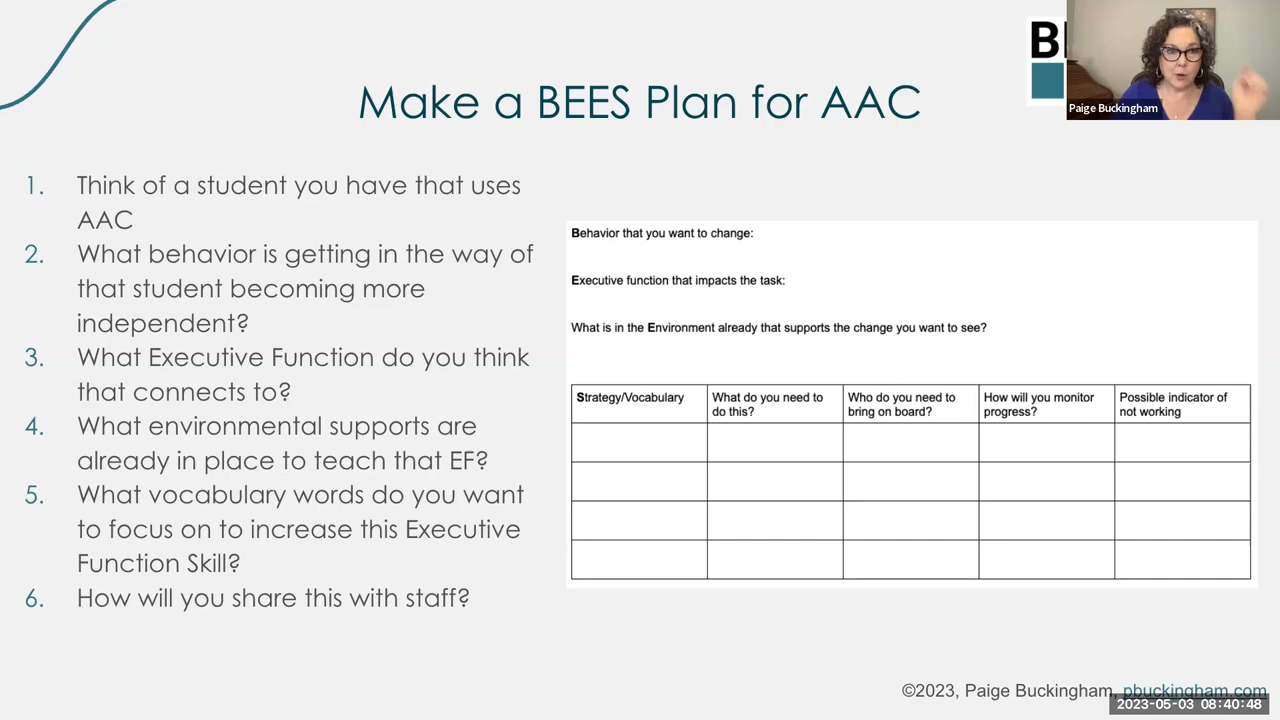 B
Paige Buckingham
Make a BEES Plan for AAC
1. Think of a student you have that uses
AAC
2. What behavior is getting in the way of
that student becoming more
independent?
3. What Executive Function do you think
that connects to?
4. What environmental supports are
already in place to teach that EF?
5. What vocabulary words do you want
to focus on to increase this Executive
Function Skill?
6. How will you share this with staff?
Behavior that you want to change:
Executive function that impacts the task:
What is in the Environment already that supports the change you want to see?
Strategy/Vocabulary
What do you need to
do this?
Who do you need to
bring on board?
How will you monitor
progress?
Possible indicator of
not working
©2023, Paige Buckingham, pbuckingham.com
2023-05-03 08:40:48